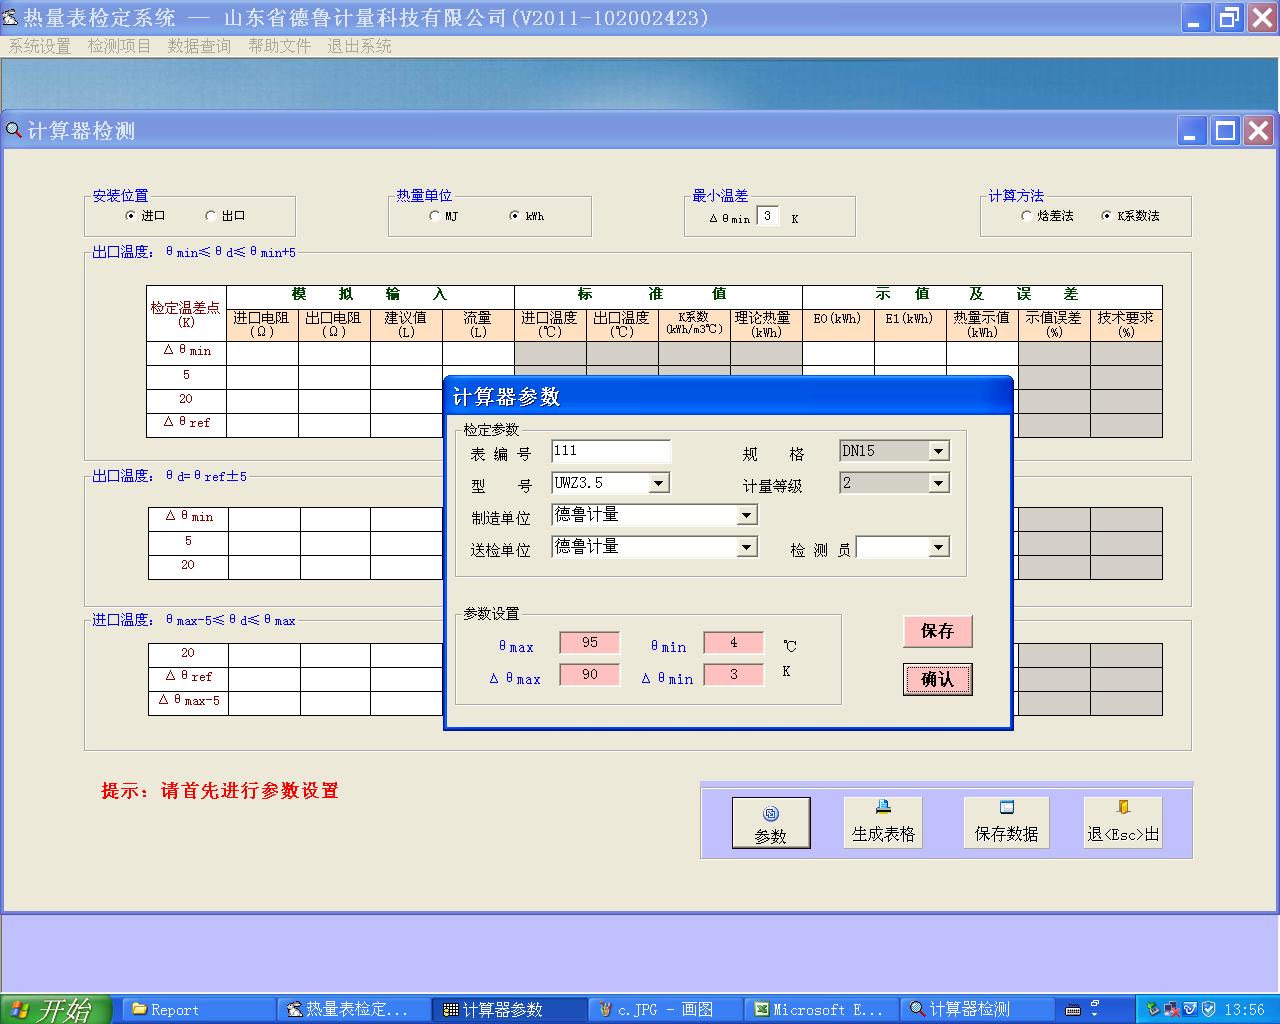 热量表检定系统 — 山东省德鲁计量科技有限公司(V2011-102002423)
系统设置 检测项目 数据查询 帮助文件 退出系统
计算器检测
安装位置 热量单位 最小温差 计算方法
进口 出口 MJ kWh Δθmin 3 K 焓差法 K系数法
出口温度：θmin≤θd≤θmin+5
检定温差点(K) 模拟输入 标准值 示值及误差
进口电阻(Ω) 出口电阻(Ω) 建议值(L) 流量(L) 进口温度(℃) 出口温度(℃) K系数(kWh/m3℃) 理论热量(kWh) E0(kWh) E1(kWh) 热量示值(kWh) 示值误差(%) 技术要求(%)
Δθmin
5
20
Δθref
出口温度：θd=θref±5
Δθmin
5
20
进口温度：θmax-5≤θd≤θmax
20
Δθref
Δθmax-5
计算器参数
检定参数
表编号 111 规格 DN15
型号 UWZ3.5 计量等级 2
制造单位 德鲁计量
送检单位 德鲁计量 检测员
参数设置
θmax 95 θmin 4 ℃
Δθmax 90 Δθmin 3 K
保存
确认
提示：请首先进行参数设置
参数 生成表格 保存数据 退<Esc>出
开始 Report 热量表检定... 计算器参数 c.JPG - 画图 Microsoft E... 计算器检测 13:56